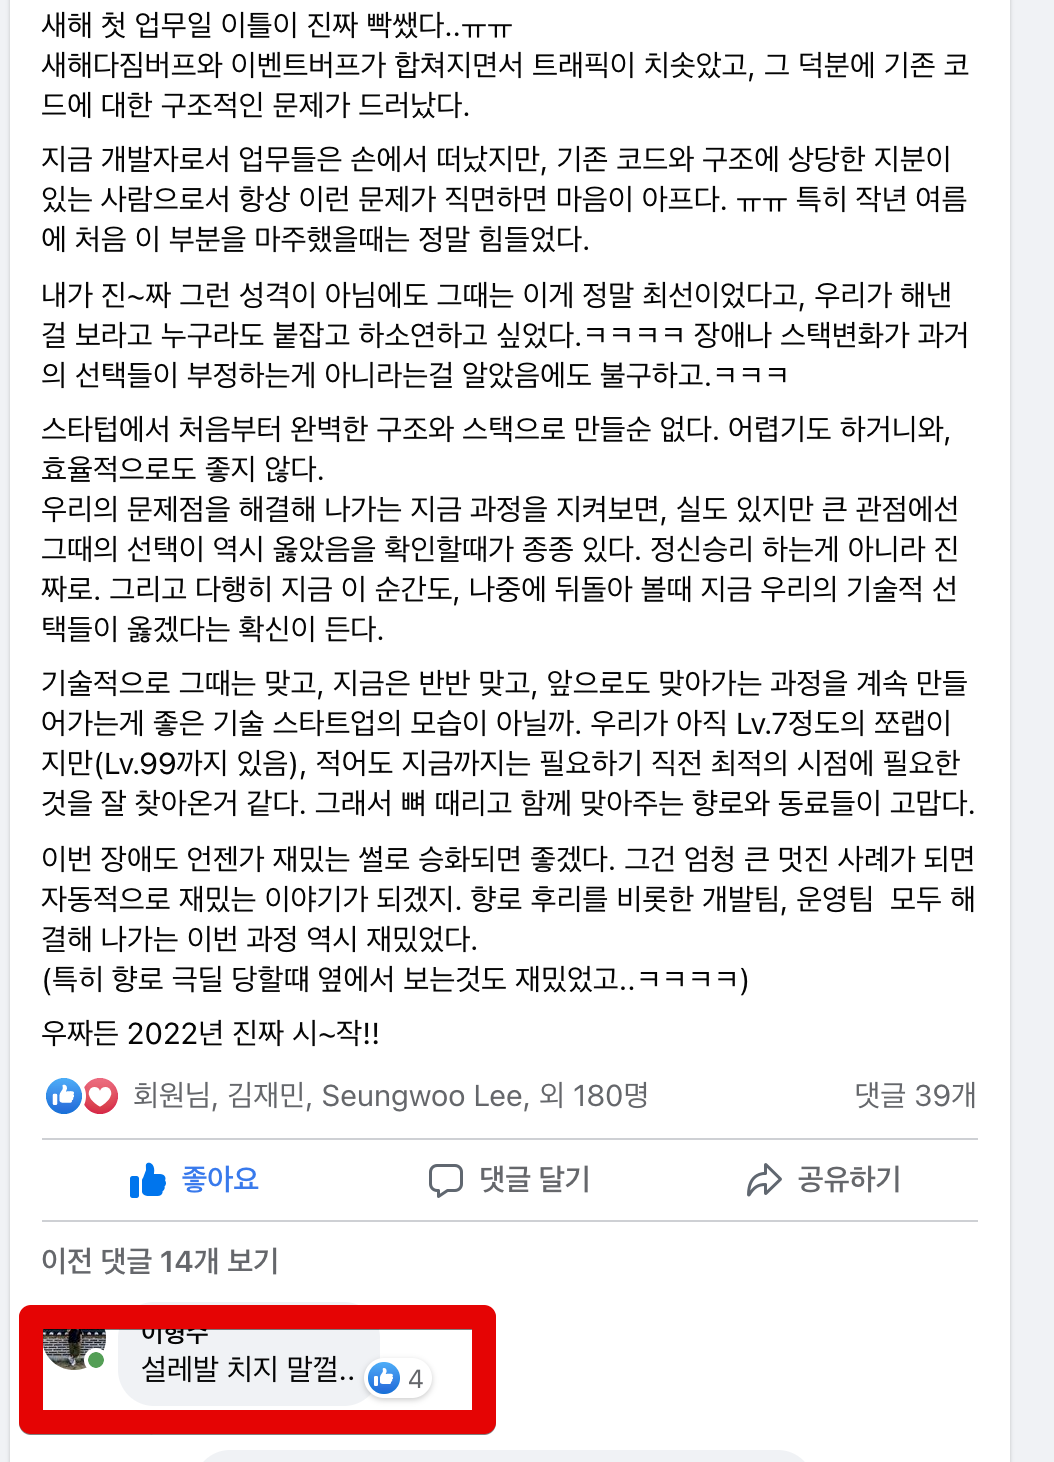 새해 첫 업무일 이틀이 진짜 빡쌨다..ㅠㅠ
새해다짐버프와 이벤트버프가 합쳐지면서 트래픽이 치솟았고, 그 덕분에 기존 코
드에 대한 구조적인 문제가 드러났다.
지금 개발자로서 업무들은 손에서 떠났지만, 기존 코드와 구조에 상당한 지분이
있는 사람으로서 항상 이런 문제가 직면하면 마음이 아프다. ㅠㅠ 특히 작년 여름
에 처음 이 부분을 마주했을때는 정말 힘들었다.
내가 진~짜 그런 성격이 아님에도 그때는 이게 정말 최선이었다고, 우리가 해낸
걸 보라고 누구라도 붙잡고 하소연하고 싶었다.ㅋㅋㅋㅋ 장애나 스택변화가 과거
의 선택들이 부정하는게 아니라는걸 알았음에도 불구하고.ㅋㅋㅋ
스타텁에서 처음부터 완벽한 구조와 스택으로 만들순 없다. 어렵기도 하거니와,
효율적으로도 좋지 않다.
우리의 문제점을 해결해 나가는 지금 과정을 지켜보면, 실도 있지만 큰 관점에선
그때의 선택이 역시 옳았음을 확인할때가 종종 있다. 정신승리 하는게 아니라 진
짜로. 그리고 다행히 지금 이 순간도, 나중에 뒤돌아 볼때 지금 우리의 기술적 선
택들이 옳겠다는 확신이 든다.
기술적으로 그때는 맞고, 지금은 반반 맞고, 앞으로도 맞아가는 과정을 계속 만들
어가는게 좋은 기술 스타트업의 모습이 아닐까. 우리가 아직 Lv.7정도의 쪼랩이
지만(Lv.99까지 있음), 적어도 지금까지는 필요하기 직전 최적의 시점에 필요한
것을 잘 찾아온거 같다. 그래서 뼈 때리고 함께 맞아주는 향로와 동료들이 고맙다.
이번 장애도 언젠가 재밌는 썰로 승화되면 좋겠다. 그건 엄청 큰 멋진 사례가 되면
자동적으로 재밌는 이야기가 되겠지. 향로 후리를 비롯한 개발팀, 운영팀  모두 해
결해 나가는 이번 과정 역시 재밌었다.
(특히 향로 극딜 당할떄 옆에서 보는것도 재밌었고..ㅋㅋㅋㅋ)
우짜든 2022년 진짜 시~작!!
회원님, 김재민, Seungwoo Lee, 외 180명 댓글 39개
좋아요 댓글 달기 공유하기
이전 댓글 14개 보기
이형수
설레발 치지 말껄.. 4